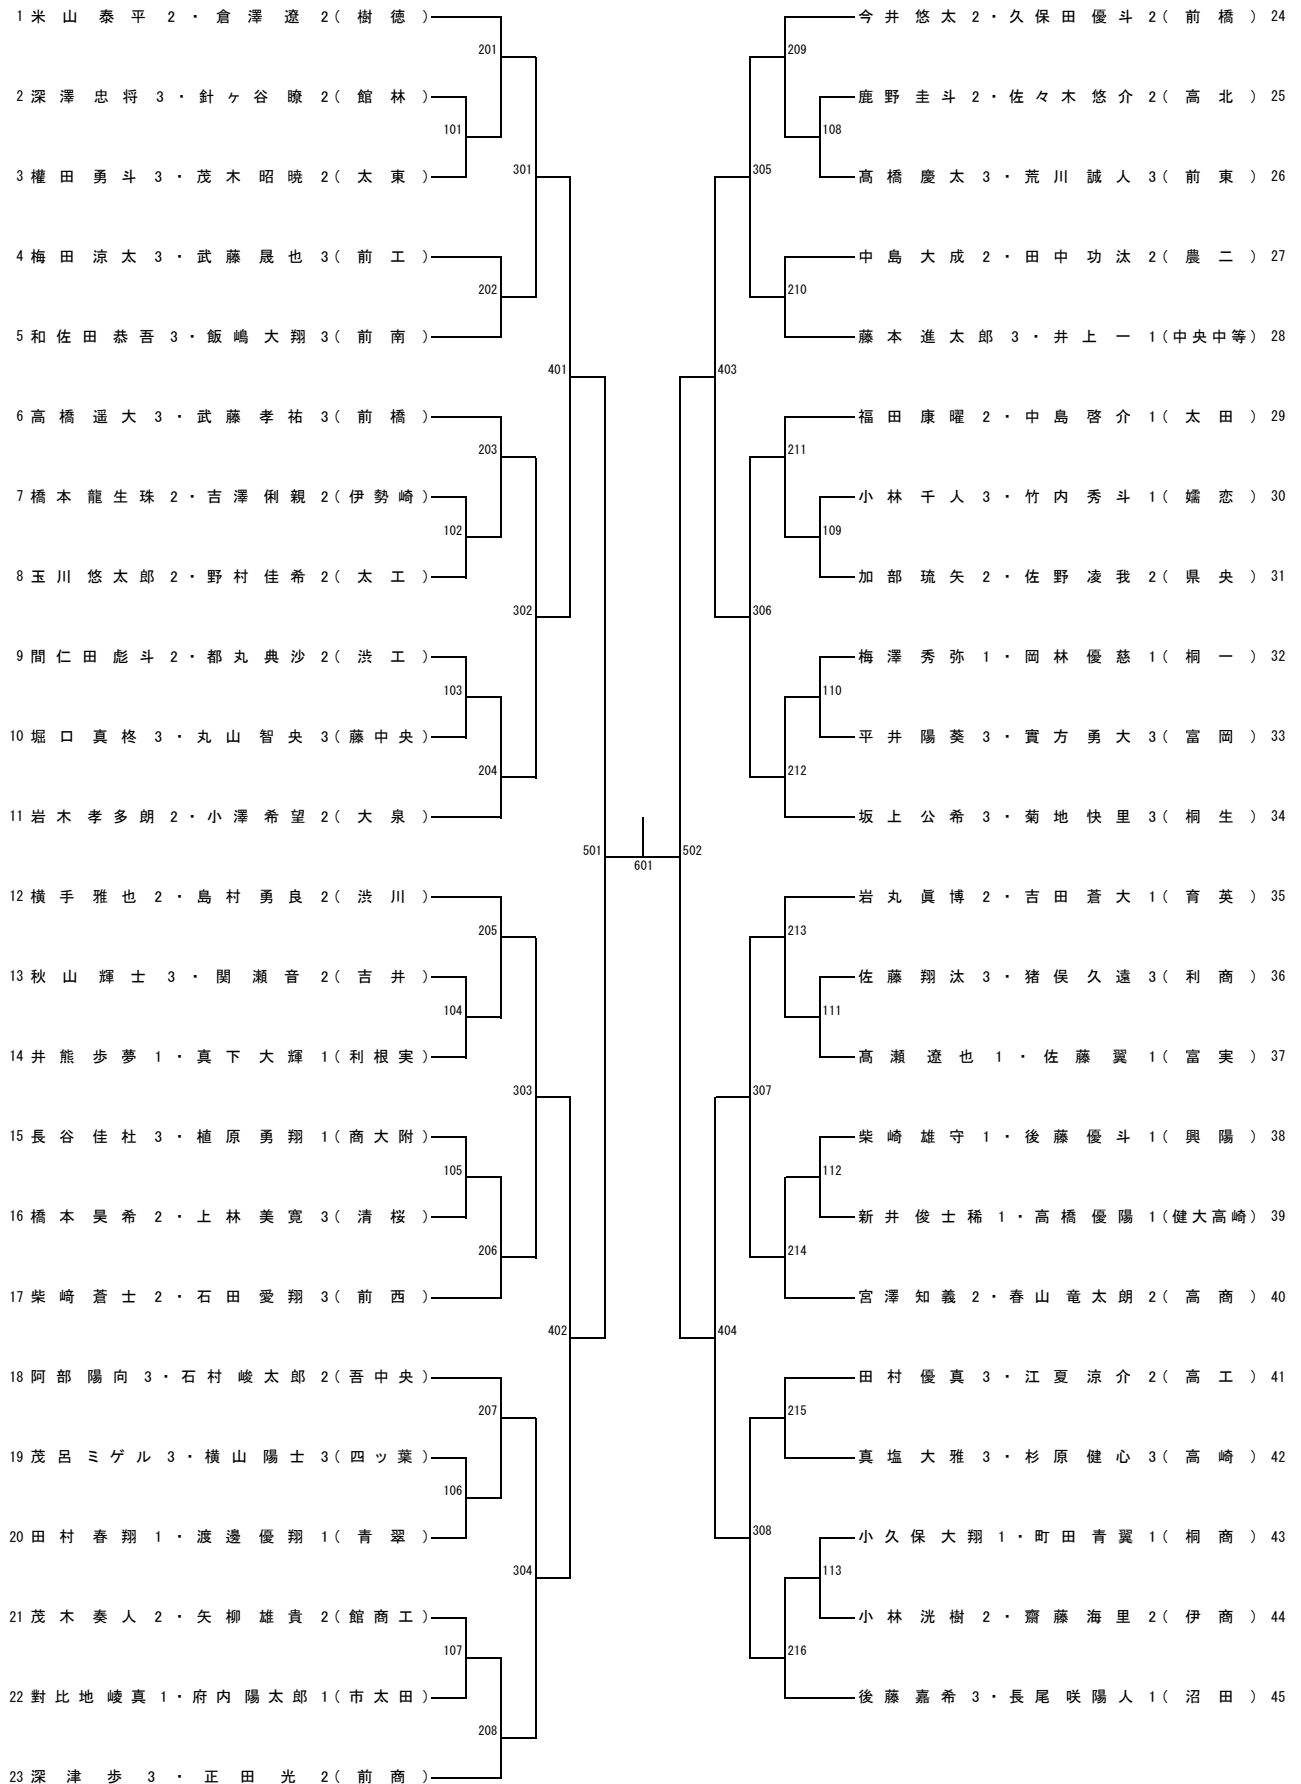 1 米山泰平 2・倉澤遼 2(樹徳)
201
2 深澤忠将 3・針ヶ谷瞭 2(館林)
101
3 權田勇斗 3・茂木昭暁 2(太東)
301
4 梅田涼太 3・武藤晟也 3(前工)
202
5 和佐田恭吾 3・飯嶋大翔 3(前南)
401
6 高橋遥大 3・武藤孝祐 3(前橋)
203
7 橋本龍生珠 2・吉澤俐親 2(伊勢崎)
102
8 玉川悠太郎 2・野村佳希 2(太工)
302
9 間仁田彪斗 2・都丸典沙 2(渋工)
103
10 堀口真柊 3・丸山智央 3(藤中央)
204
11 岩木孝多朗 2・小澤希望 2(大泉)
501
12 横手雅也 2・島村勇良 2(渋川)
205
13 秋山輝士 3・関瀬音 2(吉井)
104
14 井熊歩夢 1・真下大輝 1(利根実)
303
15 長谷佳杜 3・植原勇翔 1(商大附)
105
16 橋本昊希 2・上林美寛 3(清桜)
206
17 柴﨑蒼士 2・石田愛翔 3(前西)
402
18 阿部陽向 3・石村峻太郎 2(吾中央)
207
19 茂呂ミゲル 3・横山陽士 3(四ッ葉)
106
20 田村春翔 1・渡邊優翔 1(青翠)
304
21 茂木奏人 2・矢柳雄貴 2(館商工)
107
22 對比地崚真 1・府内陽太郎 1(市太田)
208
23 深津歩 3・正田光 2(前商)
601
今井悠太 2・久保田優斗 2(前橋) 24
209
鹿野圭斗 2・佐々木悠介 2(高北) 25
108
髙橋慶太 3・荒川誠人 3(前東) 26
305
中島大成 2・田中功汰 2(農二) 27
210
藤本進太郎 3・井上一 1(中央中等) 28
403
福田康曜 2・中島啓介 1(太田) 29
211
小林千人 3・竹内秀斗 1(嬬恋) 30
109
加部琉矢 2・佐野凌我 2(県央) 31
306
梅澤秀弥 1・岡林優慈 1(桐一) 32
110
平井陽葵 3・實方勇大 3(富岡) 33
212
坂上公希 3・菊地快里 3(桐生) 34
502
岩丸眞博 2・吉田蒼大 1(育英) 35
213
佐藤翔汰 3・猪俣久遠 3(利商) 36
111
髙瀬遼也 1・佐藤翼 1(富実) 37
307
柴崎雄守 1・後藤優斗 1(興陽) 38
112
新井俊士稀 1・高橋優陽 1(健大高崎) 39
214
宮澤知義 2・春山竜太朗 2(高商) 40
404
田村優真 3・江夏涼介 2(高工) 41
215
真塩大雅 3・杉原健心 3(高崎) 42
308
小久保大翔 1・町田青翼 1(桐商) 43
113
小林洸樹 2・齋藤海里 2(伊商) 44
216
後藤嘉希 3・長尾咲陽人 1(沼田) 45